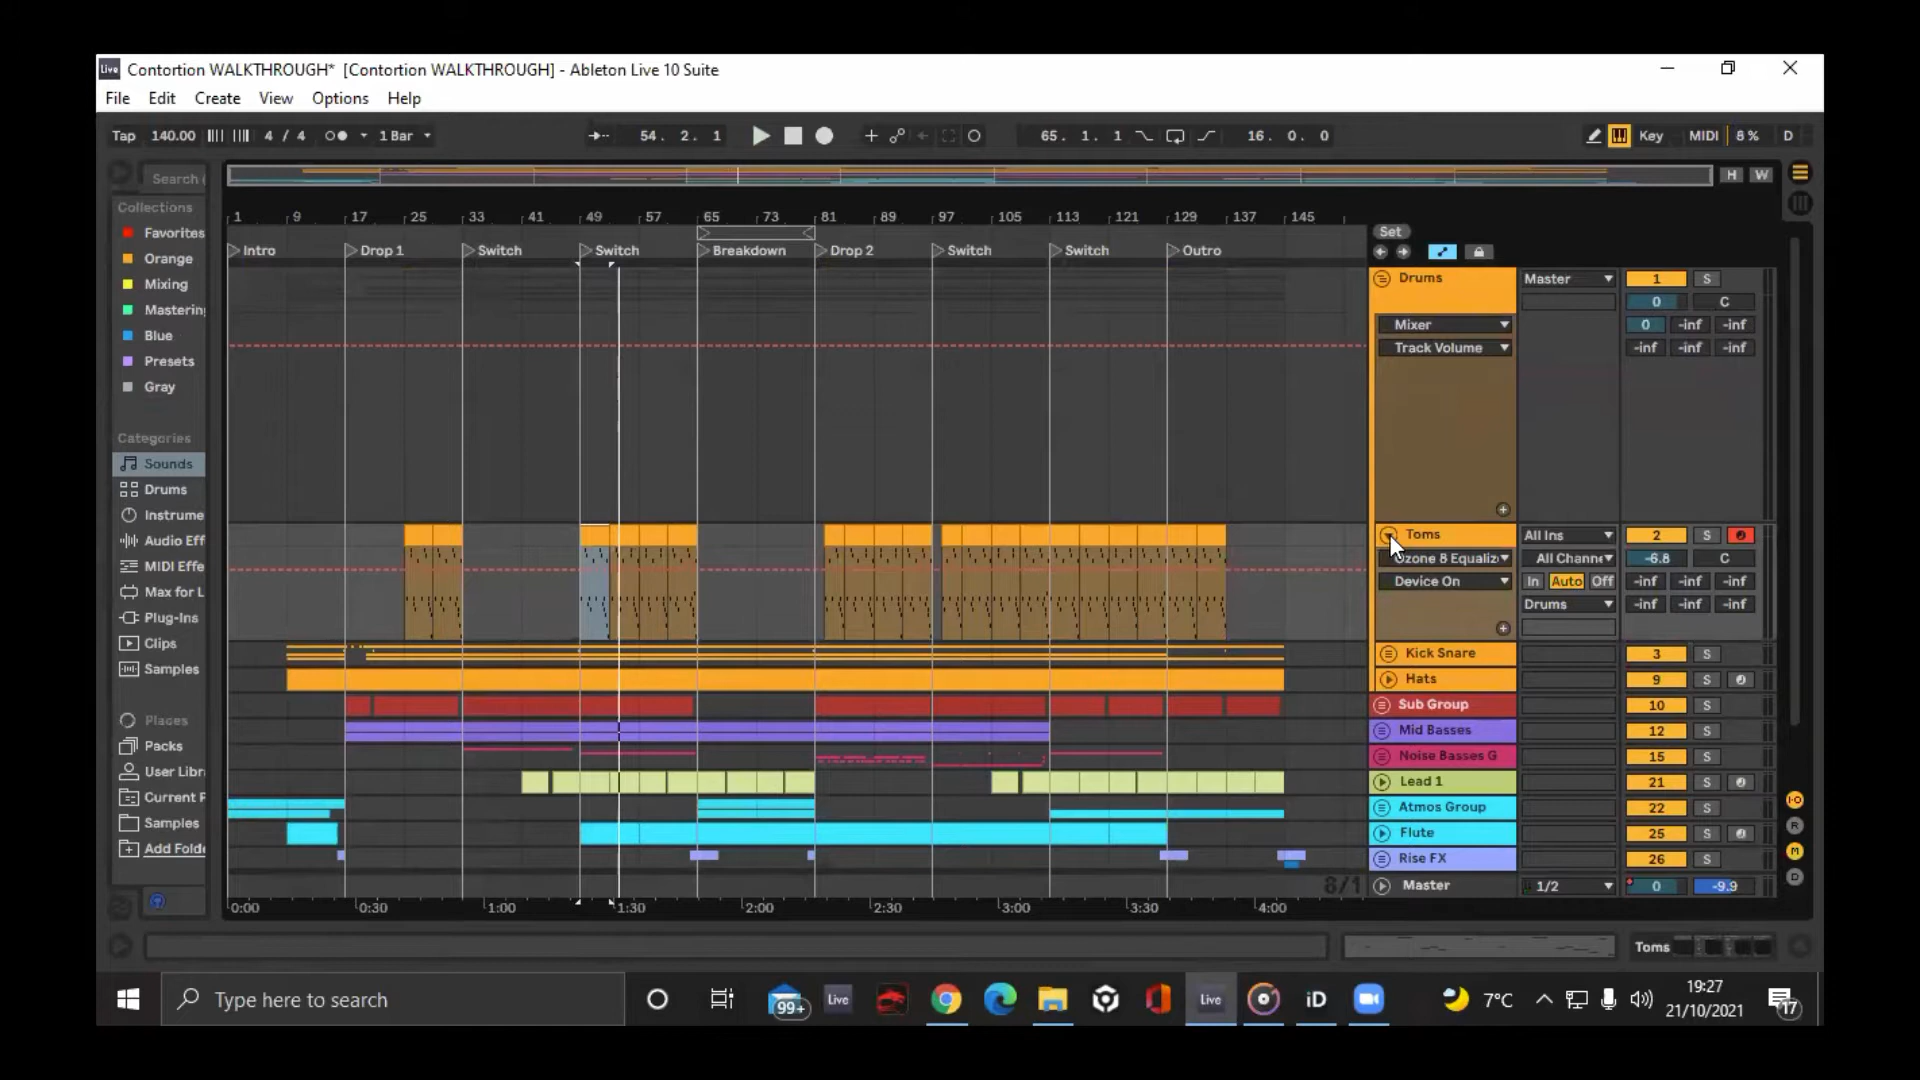 Live Contortion WALKTHROUGH* [Contortion WALKTHROUGH] - Ableton Live 10 Suite
File Edit Create View Options Help
Tap 140.00 4 / 4 1 Bar 54. 2. 1 65. 1. 1 16. 0. 0 Key MIDI 8 % D
Search (
H W
Collections
1 9 17 25 33 41 49 57 65 73 81 89 97 105 113 121 129 137 145
Set
Favorites
Intro Drop 1 Switch Switch Breakdown Drop 2 Switch Switch Outro
Orange
Mixing
Mastering
Blue
Presets
Gray
Drums Master 1 S
0 C
Mixer 0 -inf -inf
Track Volume -inf -inf -inf
Categories
Sounds
Drums
Instrume
Audio Eff
MIDI Effe
Max for L
Plug-Ins
Clips
Samples
Toms All Ins 2 S
Ozone 8 Equaliz All Channe -6.8 C
Device On In Auto Off -inf -inf -inf
Drums -inf -inf -inf
Kick Snare 3 S
Hats 9 S
Sub Group 10 S
Mid Basses 12 S
Noise Basses G 15 S
Lead 1 21 S
Atmos Group 22 S
Flute 25 S
Rise FX 26 S
Master 1/2 0 -9.9
Places
Packs
User Libr
Current P
Samples
Add Folde
I-O
R
M
D
8/1
0:00 0:30 1:00 1:30 2:00 2:30 3:00 3:30 4:00
Toms
Type here to search 99+ Live Live iD 7°C 19:27
21/10/2021 17